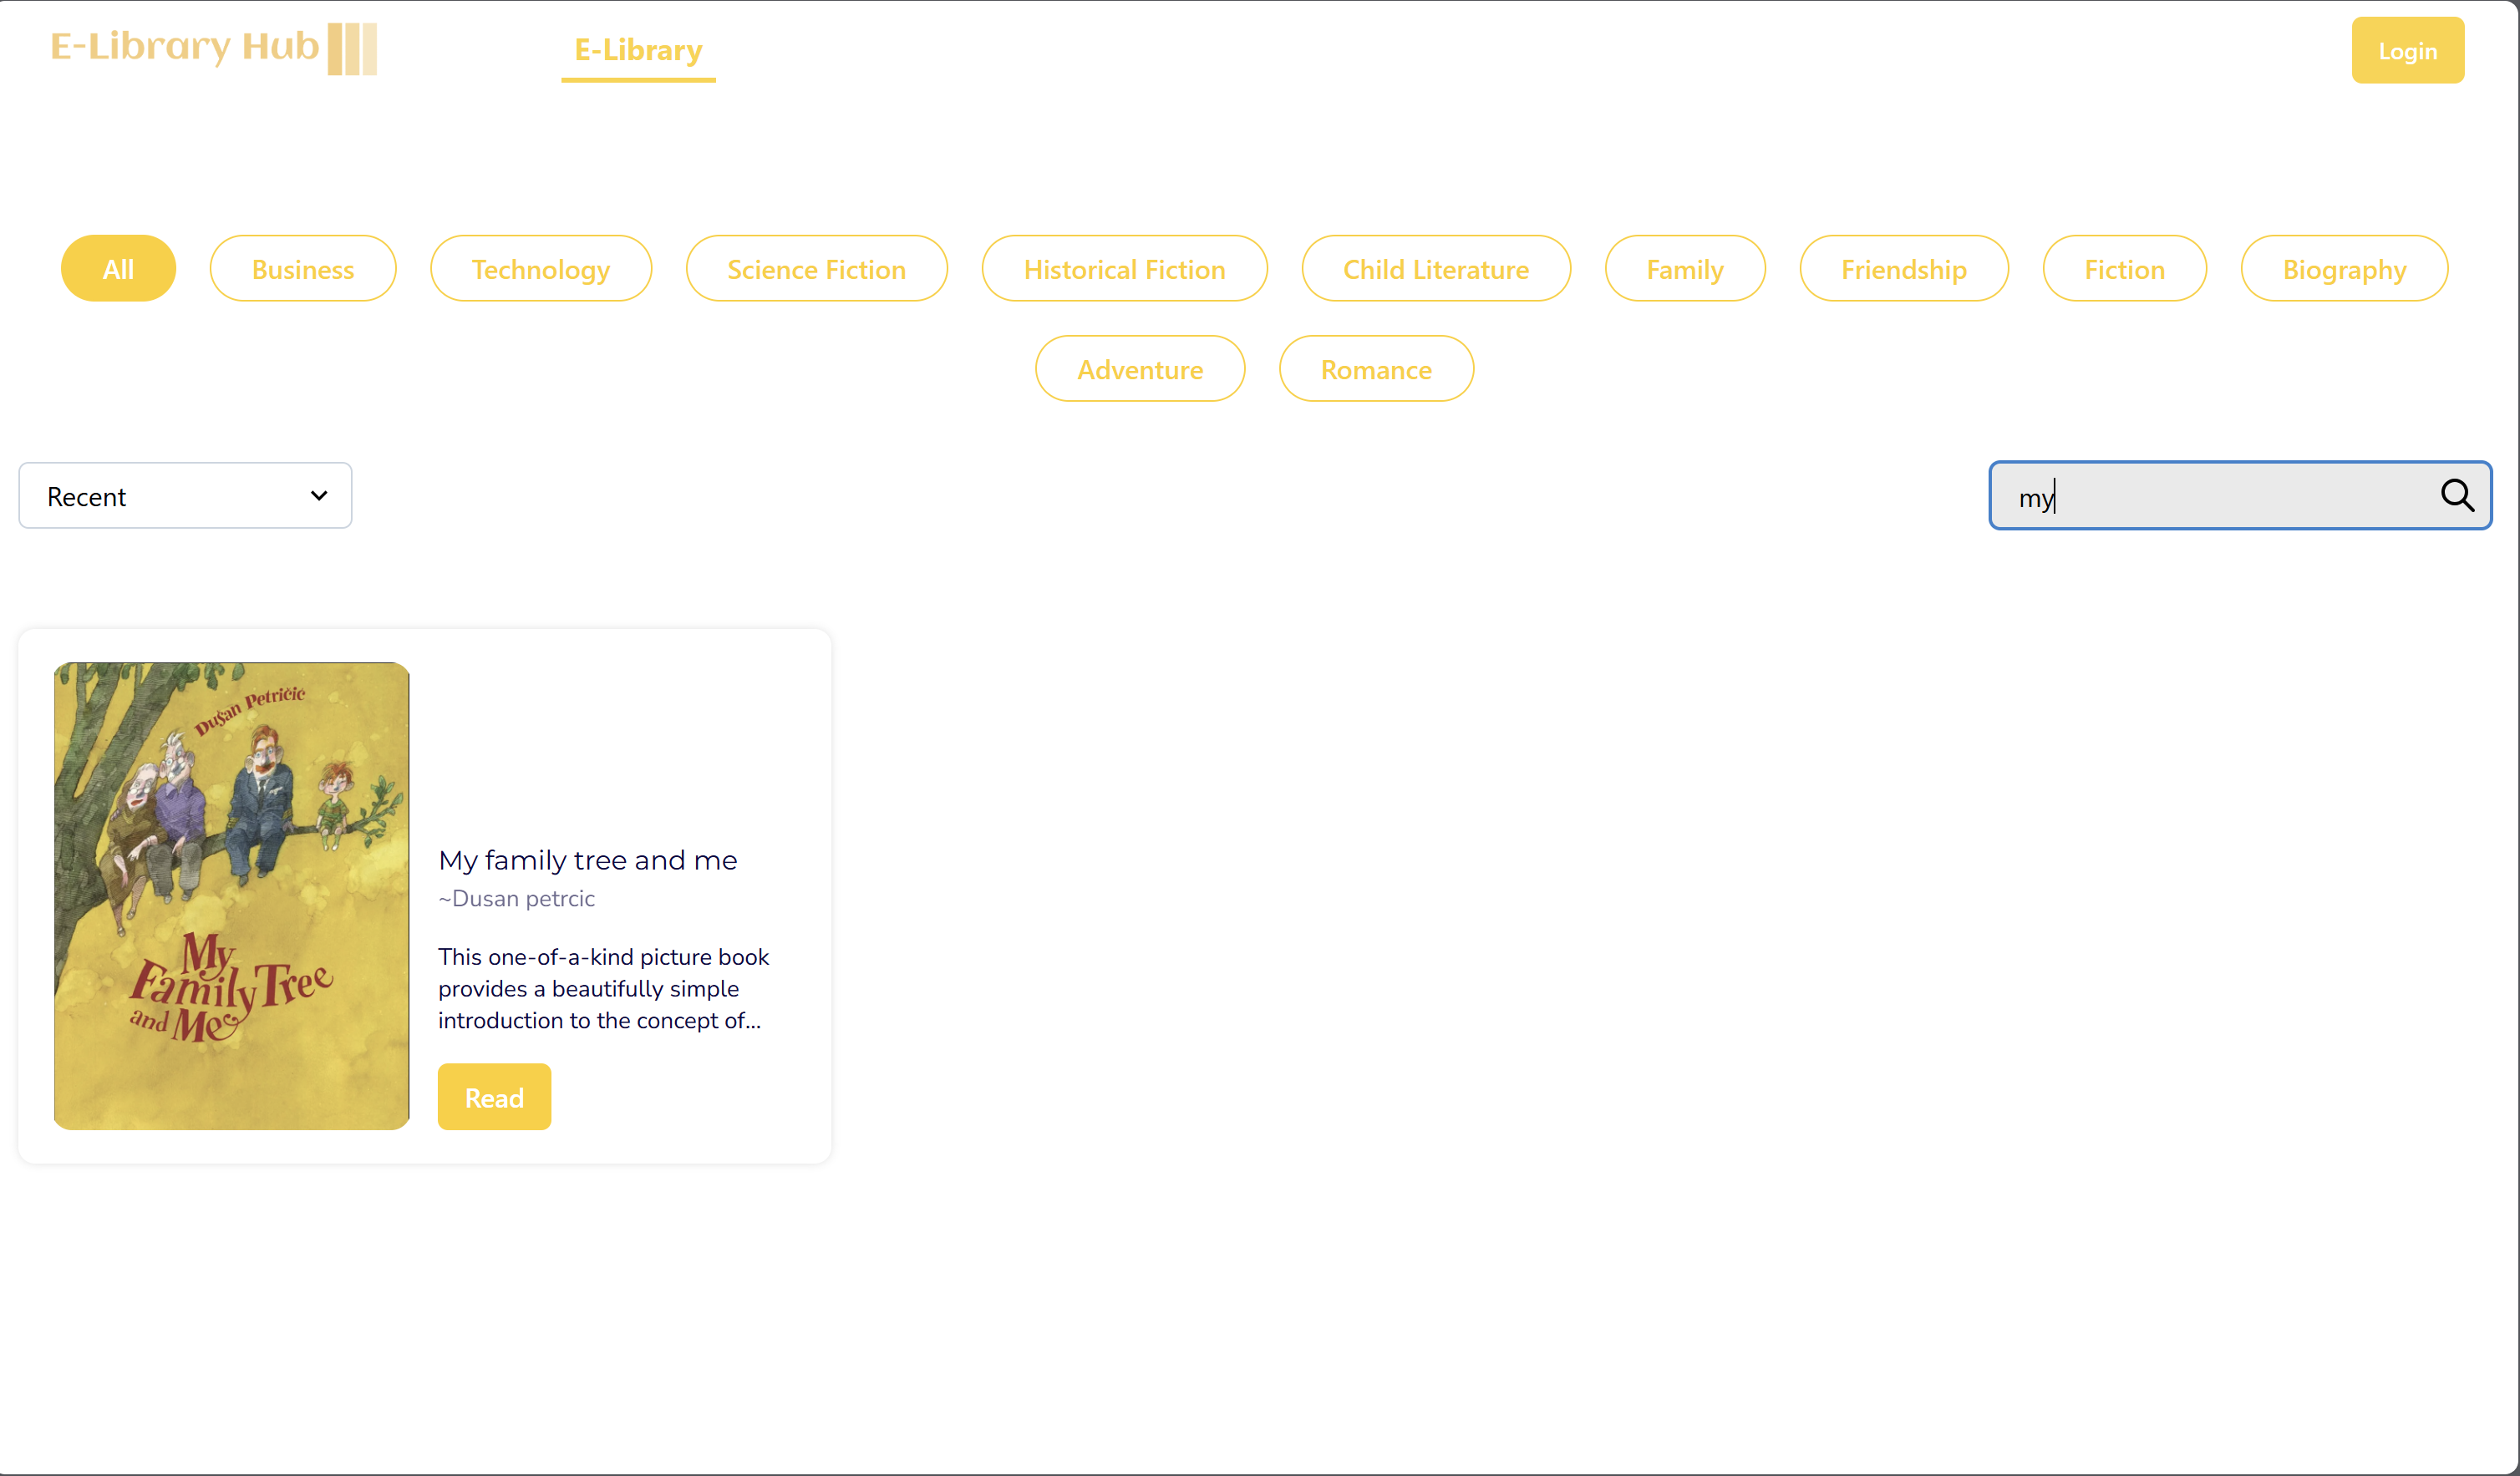 E-Library Hub
E-Library
Login
All
Business
Technology
Science Fiction
Historical Fiction
Child Literature
Family
Friendship
Fiction
Biography
Adventure
Romance
Recent
my
Dušan Petričić
My
Family Tree
and Me
My family tree and me
~Dusan petrcic
This one-of-a-kind picture book
provides a beautifully simple
introduction to the concept of...
Read